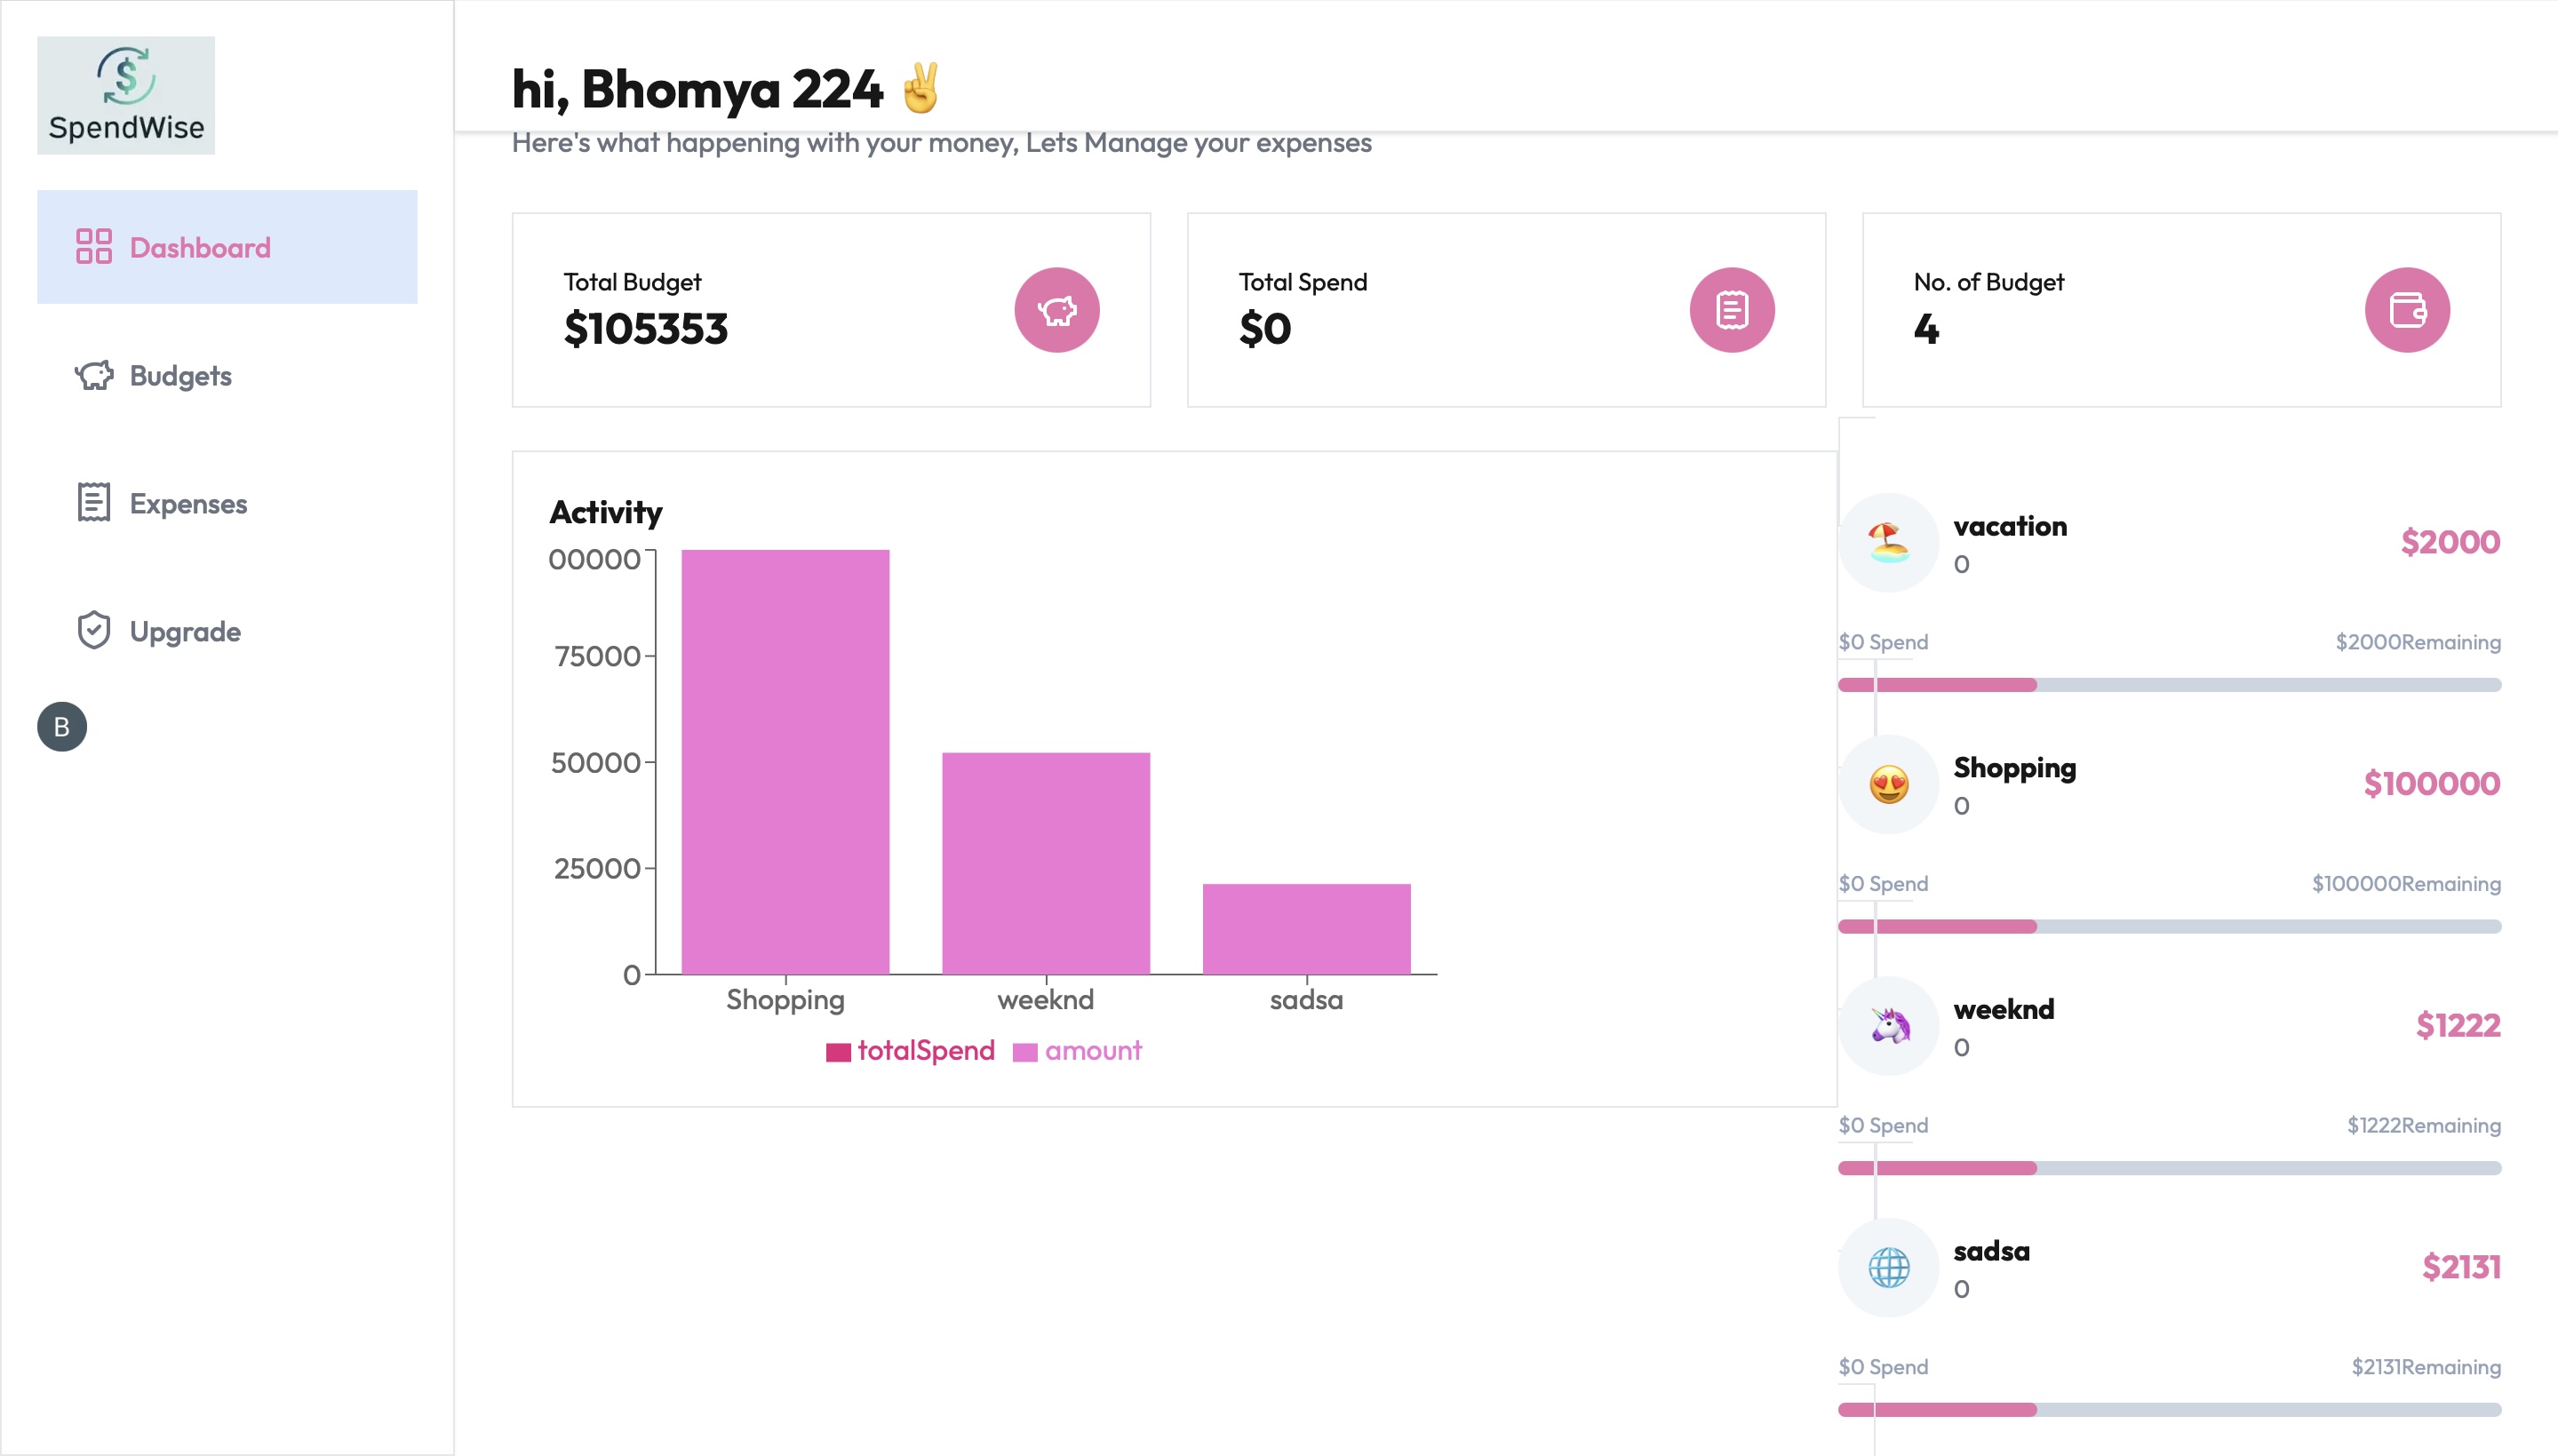 SpendWise
Dashboard
Budgets
Expenses
Upgrade
B
hi, Bhomya 224 ✌️
Here's what happening with your money, Lets Manage your expenses
Total Budget
$105353
Total Spend
$0
No. of Budget
4
Activity
00000
75000
50000
25000
0
Shopping weeknd sadsa
totalSpend amount
vacation
0
$2000
$0 Spend $2000Remaining
Shopping
0
$100000
$0 Spend $100000Remaining
weeknd
0
$1222
$0 Spend $1222Remaining
sadsa
0
$2131
$0 Spend $2131Remaining